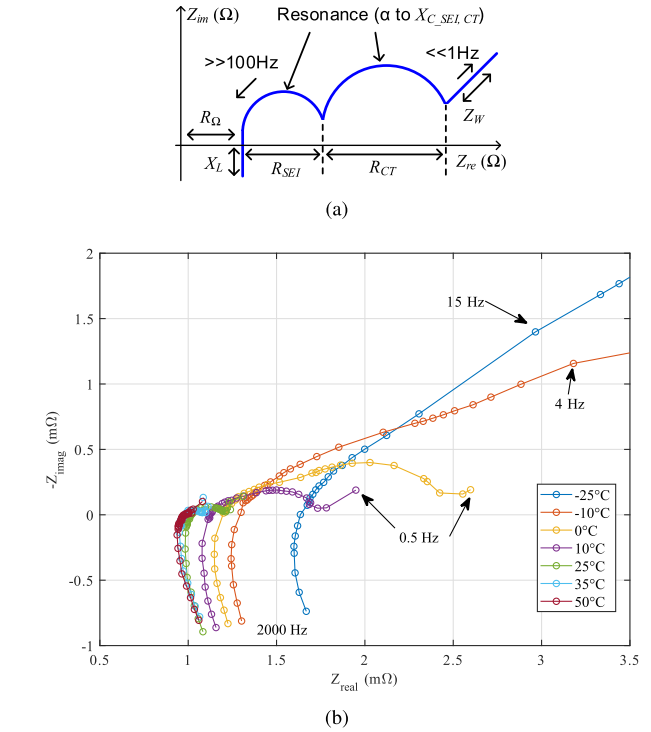 Z_im (Ω)
Resonance (α to X_C_SEI, CT)
>>100Hz
<<1Hz
R_Ω
Z_W
X_L
R_SEI
R_CT
Z_re (Ω)
(a)
2
1.5
1
0.5
0
-0.5
-1
-Z_imag (mΩ)
15 Hz
4 Hz
0.5 Hz
2000 Hz
-25°C
-10°C
0°C
10°C
25°C
35°C
50°C
0.5
1
1.5
2
2.5
3
3.5
Z_real (mΩ)
(b)